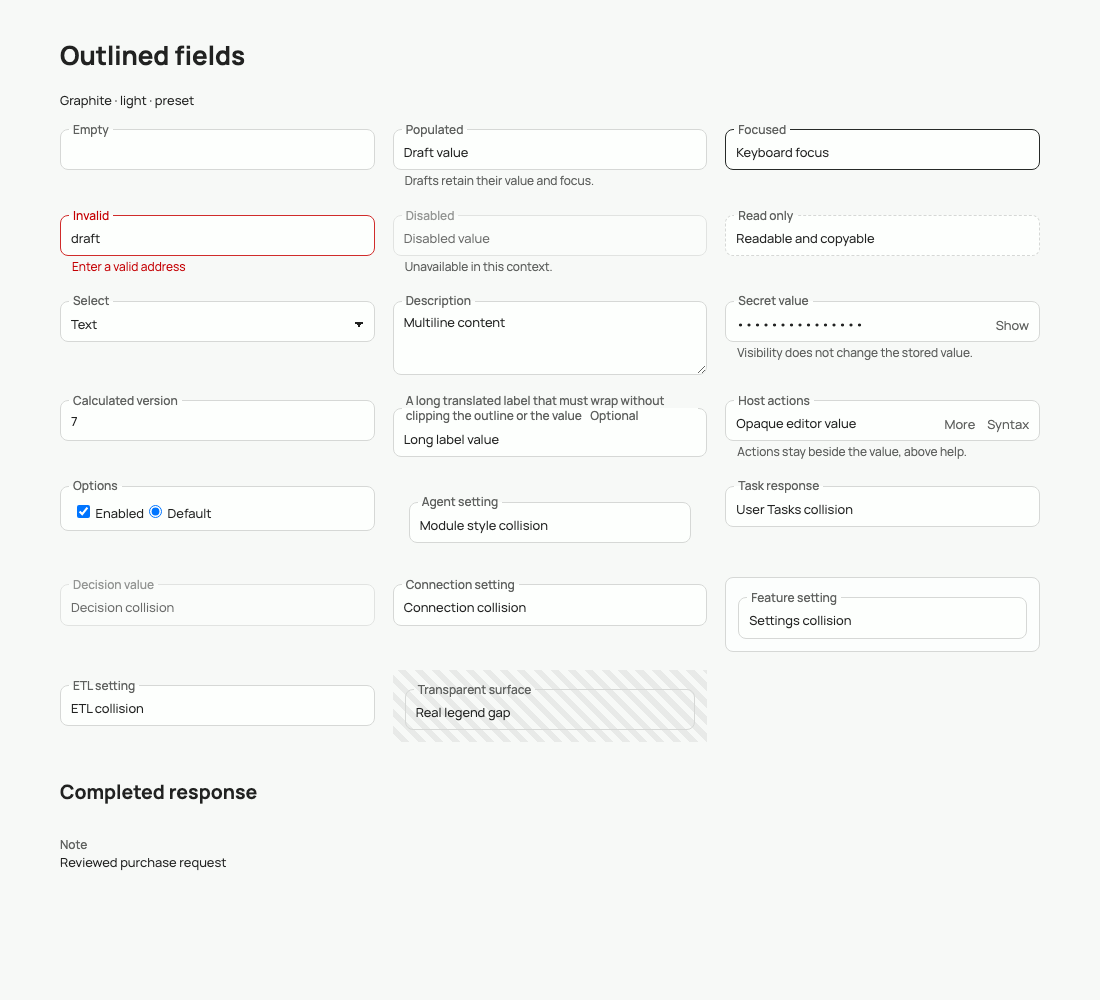 Outlined fields
Graphite · light · preset
Empty
Populated
Draft value
Drafts retain their value and focus.
Focused
Keyboard focus
Invalid
draft
Enter a valid address
Disabled
Disabled value
Unavailable in this context.
Read only
Readable and copyable
Select
Text
Description
Multiline content
Secret value
•••••••••••••••
Show
Visibility does not change the stored value.
Calculated version
7
A long translated label that must wrap without
clipping the outline or the value Optional
Long label value
Host actions
Opaque editor value
More Syntax
Actions stay beside the value, above help.
Options
Enabled Default
Agent setting
Module style collision
Task response
User Tasks collision
Decision value
Decision collision
Connection setting
Connection collision
Feature setting
Settings collision
ETL setting
ETL collision
Transparent surface
Real legend gap
Completed response
Note
Reviewed purchase request